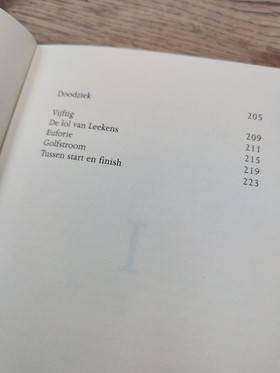 Doodziek 205
Vijftig 209
De lol van Leekens 211
Euforie 215
Golfstroom 219
Tussen start en finish 223